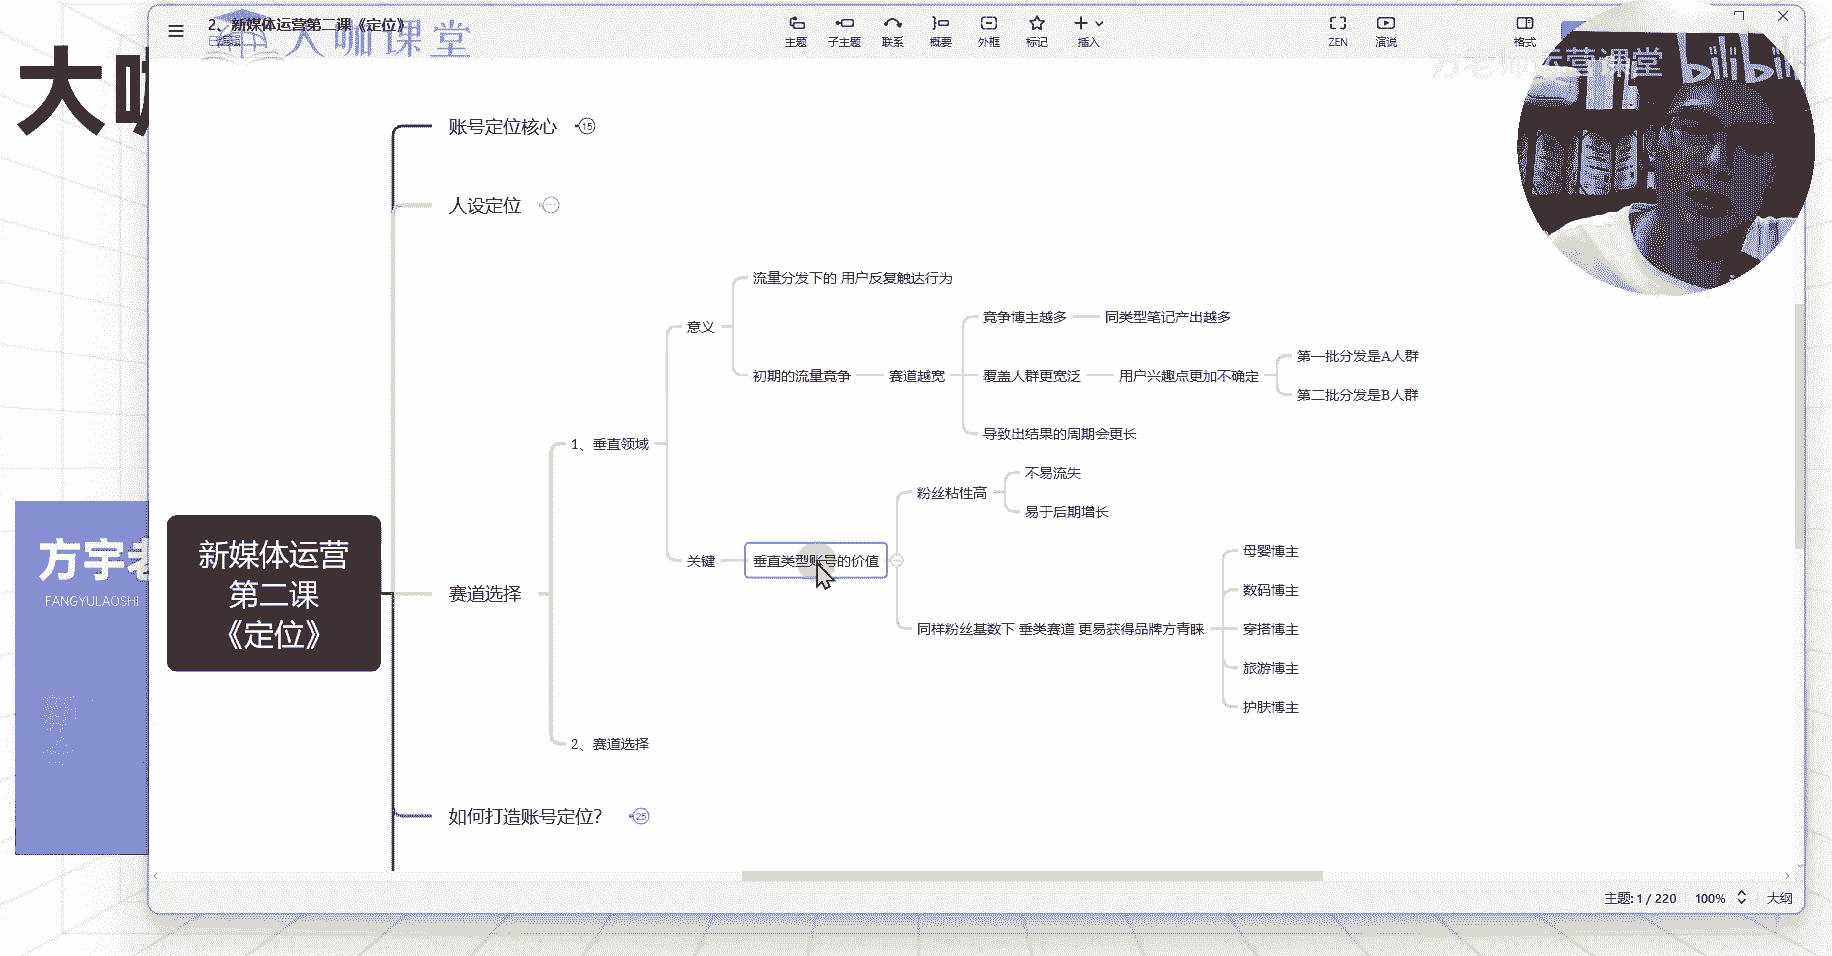 2、新媒体运营第二课《定位》
已编辑
大咖课堂
主题
子主题
联系
概要
外框
标记
插入
ZEN
演说
格式
方老师运营课堂
bilibili
大咖
方宇老
FANGYULAOSHI
新
账号定位核心
15
人设定位
流量分发下的 用户反复触达行为
意义
竞争博主越多
同类型笔记产出越多
第一批分发是A人群
初期的流量竞争
赛道越宽
覆盖人群更宽泛
用户兴趣点更加不确定
第二批分发是B人群
导致出结果的周期会更长
1、垂直领域
不易流失
粉丝粘性高
易于后期增长
关键
垂直类型账号的价值
母婴博主
数码博主
同样粉丝基数下 垂类赛道 更易获得品牌方青睐
穿搭博主
旅游博主
护肤博主
新媒体运营
第二课
《定位》
赛道选择
2、赛道选择
如何打造账号定位？
25
主题: 1 / 220
100%
大纲